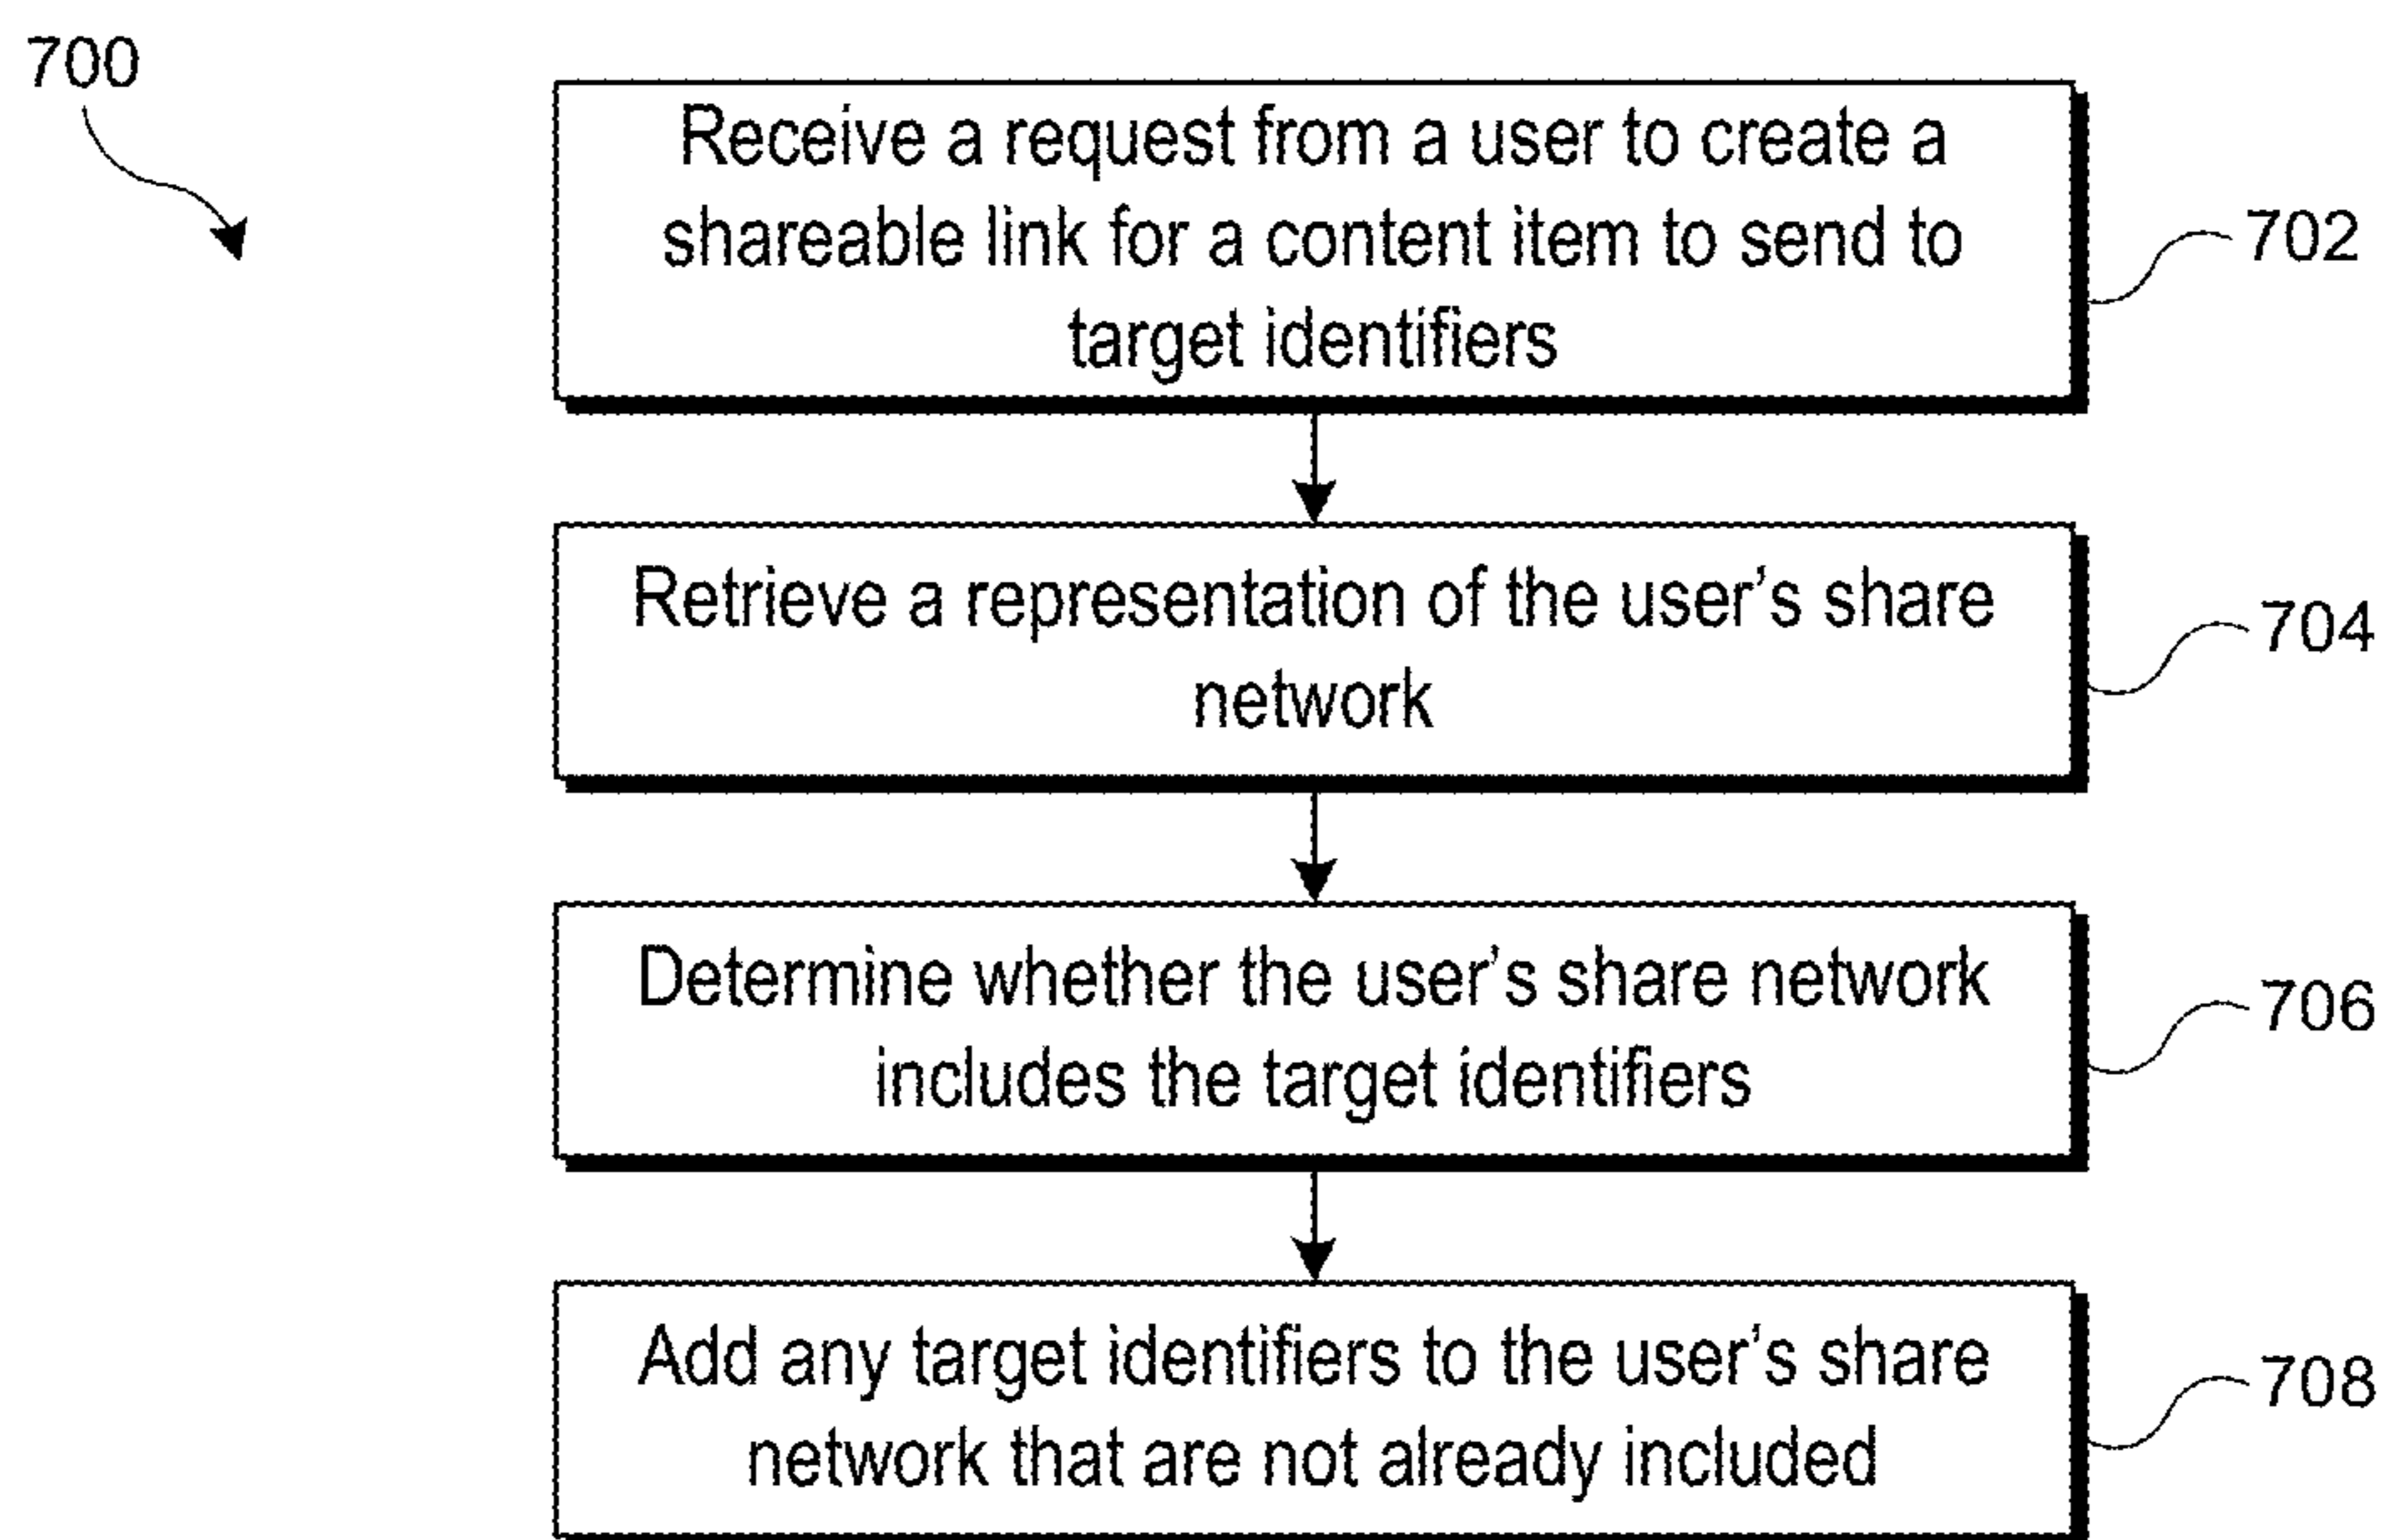 700
Receive a request from a user to create a
shareable link for a content item to send to
target identifiers
702
Retrieve a representation of the user's share
network
704
Determine whether the user's share network
includes the target identifiers
706
Add any target identifiers to the user's share
network that are not already included
708